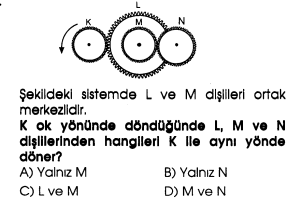 L
K M N
Şekildeki sistemde L ve M dişlileri ortak
merkezlidir.
K ok yönünde döndüğünde L, M ve N
dişlilerinden hangileri K ile aynı yönde
döner?
A) Yalnız M B) Yalnız N
C) L ve M D) M ve N